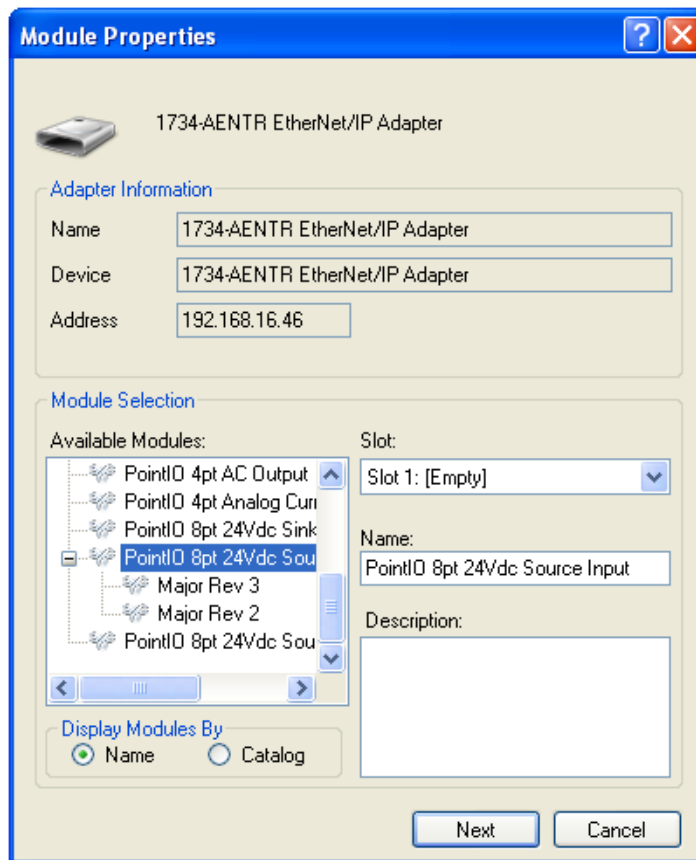 Module Properties
1734-AENTR EtherNet/IP Adapter
Adapter Information
Name 1734-AENTR EtherNet/IP Adapter
Device 1734-AENTR EtherNet/IP Adapter
Address 192.168.16.46
Module Selection
Available Modules:
PointIO 4pt AC Output
PointIO 4pt Analog Curr
PointIO 8pt 24Vdc Sink
PointIO 8pt 24Vdc Sou
Major Rev 3
Major Rev 2
PointIO 8pt 24Vdc Sou
Display Modules By
Name Catalog
Slot:
Slot 1: [Empty]
Name:
PointIO 8pt 24Vdc Source Input
Description:
Next Cancel